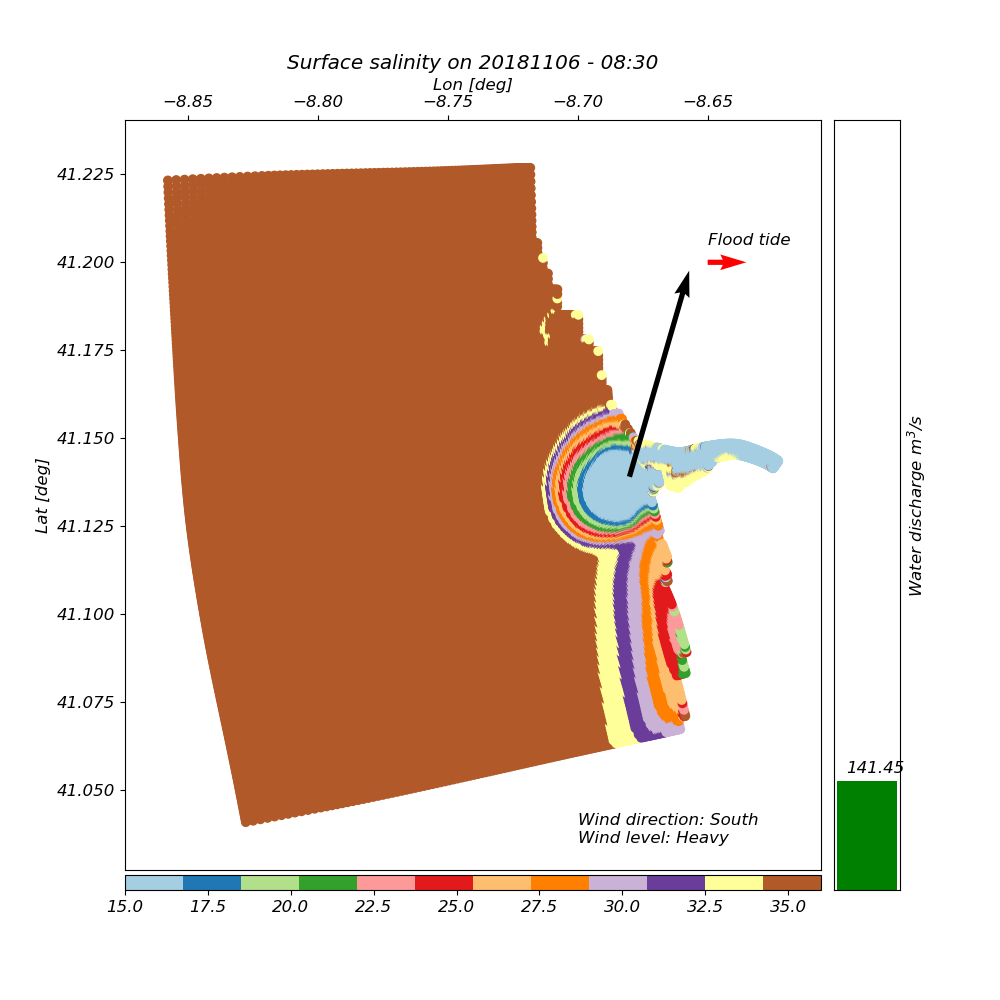 Surface salinity on 20181106 - 08:30
Lon [deg]
−8.85 −8.80 −8.75 −8.70 −8.65
41.225
41.200
41.175
41.150
41.125
41.100
41.075
41.050
Lat [deg]
Flood tide
Wind direction: South
Wind level: Heavy
15.0 17.5 20.0 22.5 25.0 27.5 30.0 32.5 35.0
141.45
Water discharge m³/s